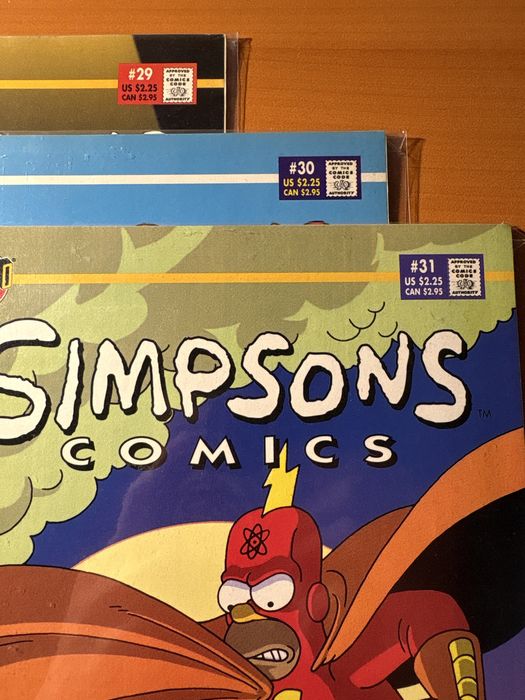 #29
US $2.25
CAN $2.95
APPROVED
BY THE
COMICS
CODE
AUTHORITY
#30
US $2.25
CAN $2.95
APPROVED
BY THE
COMICS
CODE
AUTHORITY
#31
US $2.25
CAN $2.95
APPROVED
BY THE
COMICS
CODE
AUTHORITY
SIMPSONS
TM
COMICS